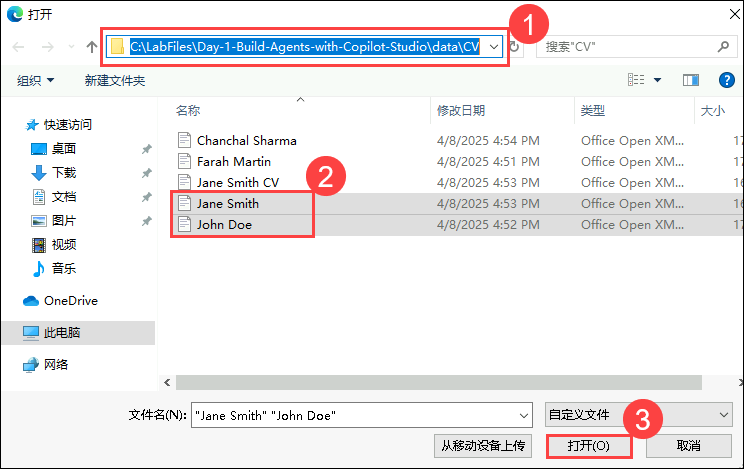 打开
1
C:\LabFiles\Day-1-Build-Agents-with-Copilot-Studio\data\CV
搜索"CV"
组织
新建文件夹
名称 修改日期 类型 大小
快速访问
桌面
下载
文档
图片
视频
音乐
OneDrive
此电脑
网络
Chanchal Sharma 4/8/2025 4:54 PM Office Open XM... 17
Farah Martin 4/8/2025 4:51 PM Office Open XM... 16
Jane Smith CV 4/8/2025 4:53 PM Office Open XM... 17
2
Jane Smith 4/8/2025 4:53 PM Office Open XM... 17
John Doe 4/8/2025 4:52 PM Office Open XM... 16
文件名(N): "Jane Smith" "John Doe"
自定义文件
3
从移动设备上传
打开(O)
取消